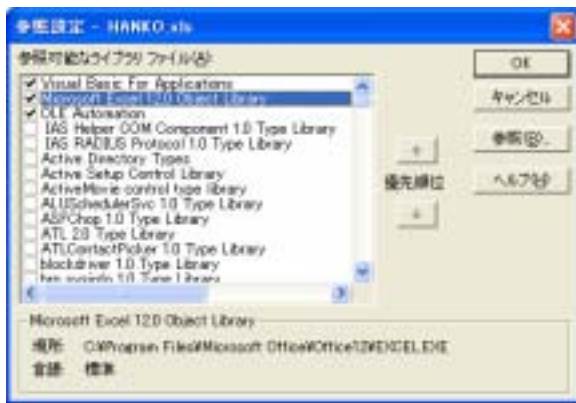 参照設定 - HANKO.xls
参照可能なライブラリ ファイル(A):
Visual Basic For Applications
Microsoft Excel 12.0 Object Library
OLE Automation
IAS Helper COM Component 1.0 Type Library
IAS RADIUS Protocol 1.0 Type Library
Active Directory Types
Active Setup Control Library
ActiveMovie control type library
ALUSchedulerSvc 1.0 Type Library
ASFChop 1.0 Type Library
ATL 2.0 Type Library
ATLContactPicker 1.0 Type Library
blockdriver 1.0 Type Library
1.0 Type Library
OK
キャンセル
参照(B)...
ヘルプ(H)
優先順位
Microsoft Excel 12.0 Object Library
場所: C:¥Program Files¥Microsoft Office¥Office12¥EXCEL.EXE
言語: 標準